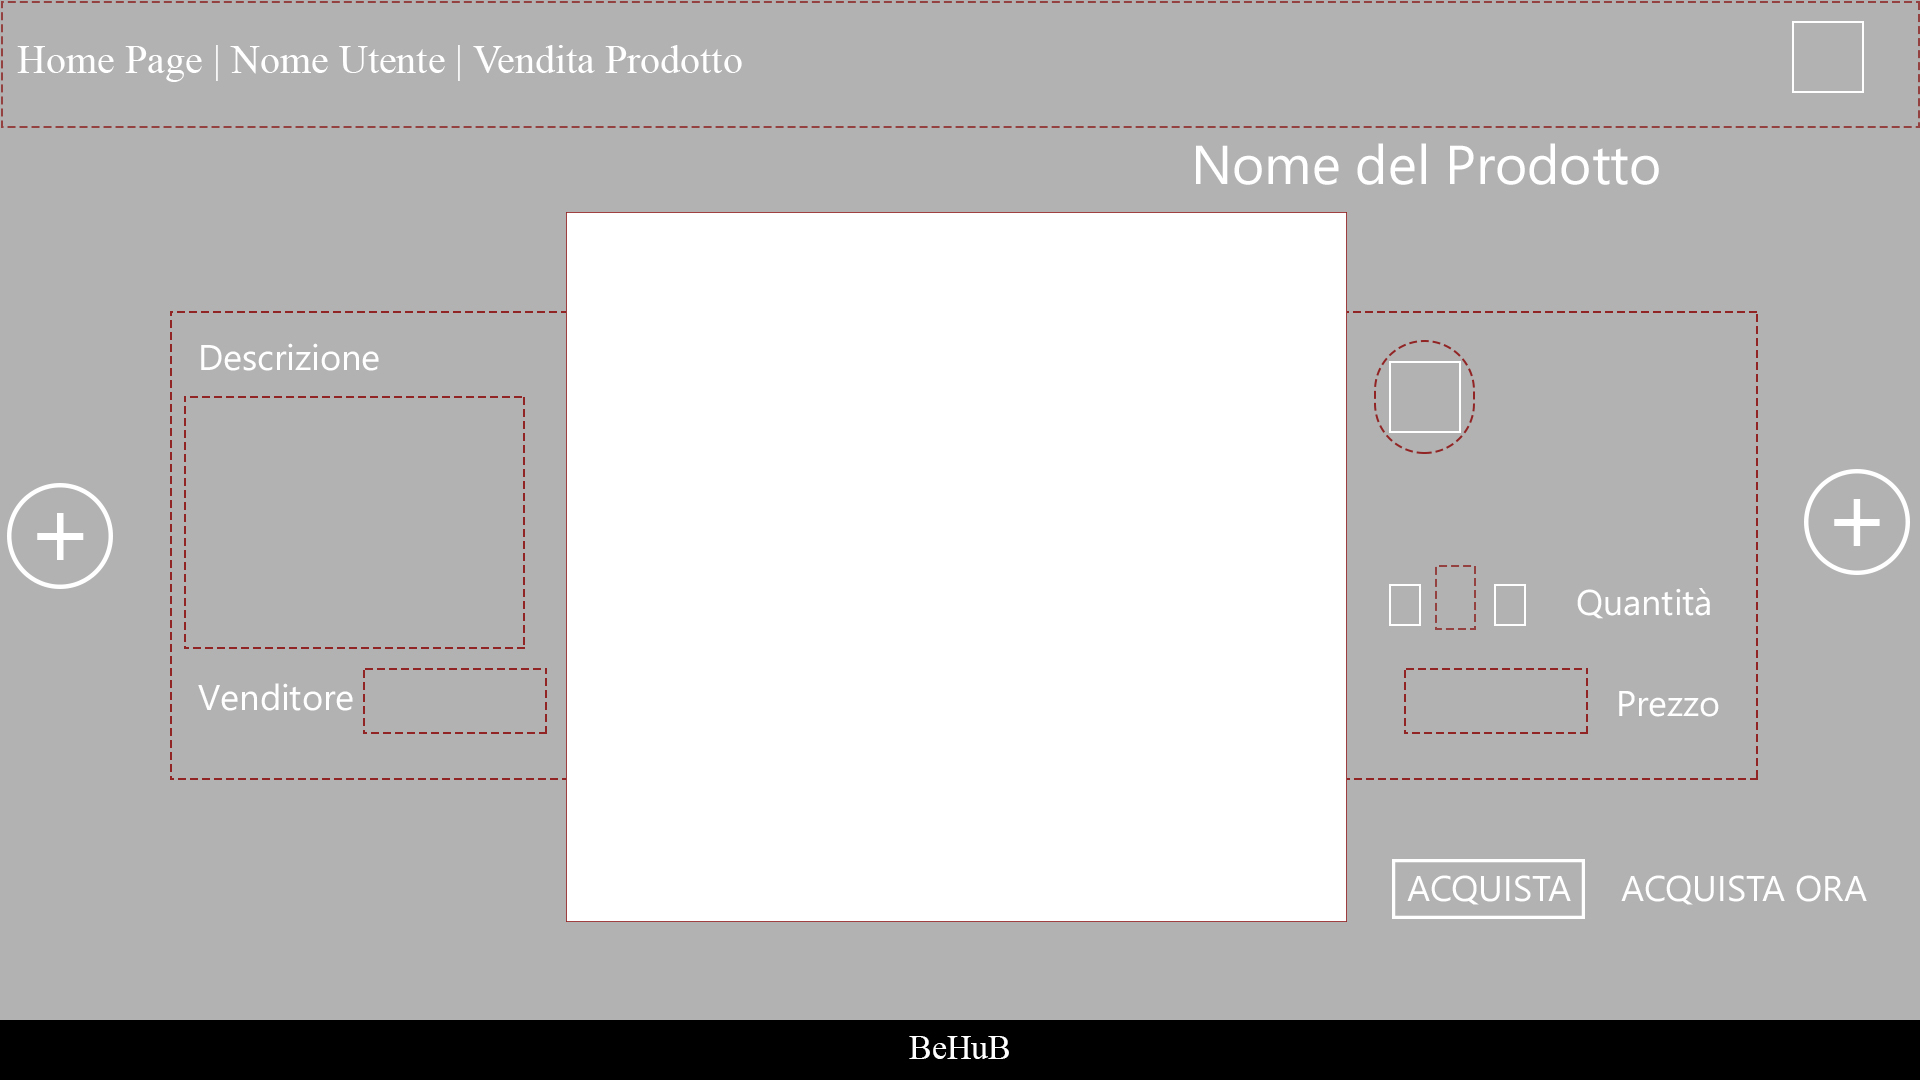 Home Page | Nome Utente | Vendita Prodotto
Nome del Prodotto
Descrizione
Venditore
Quantità
Prezzo
ACQUISTA
ACQUISTA ORA
BeHuB